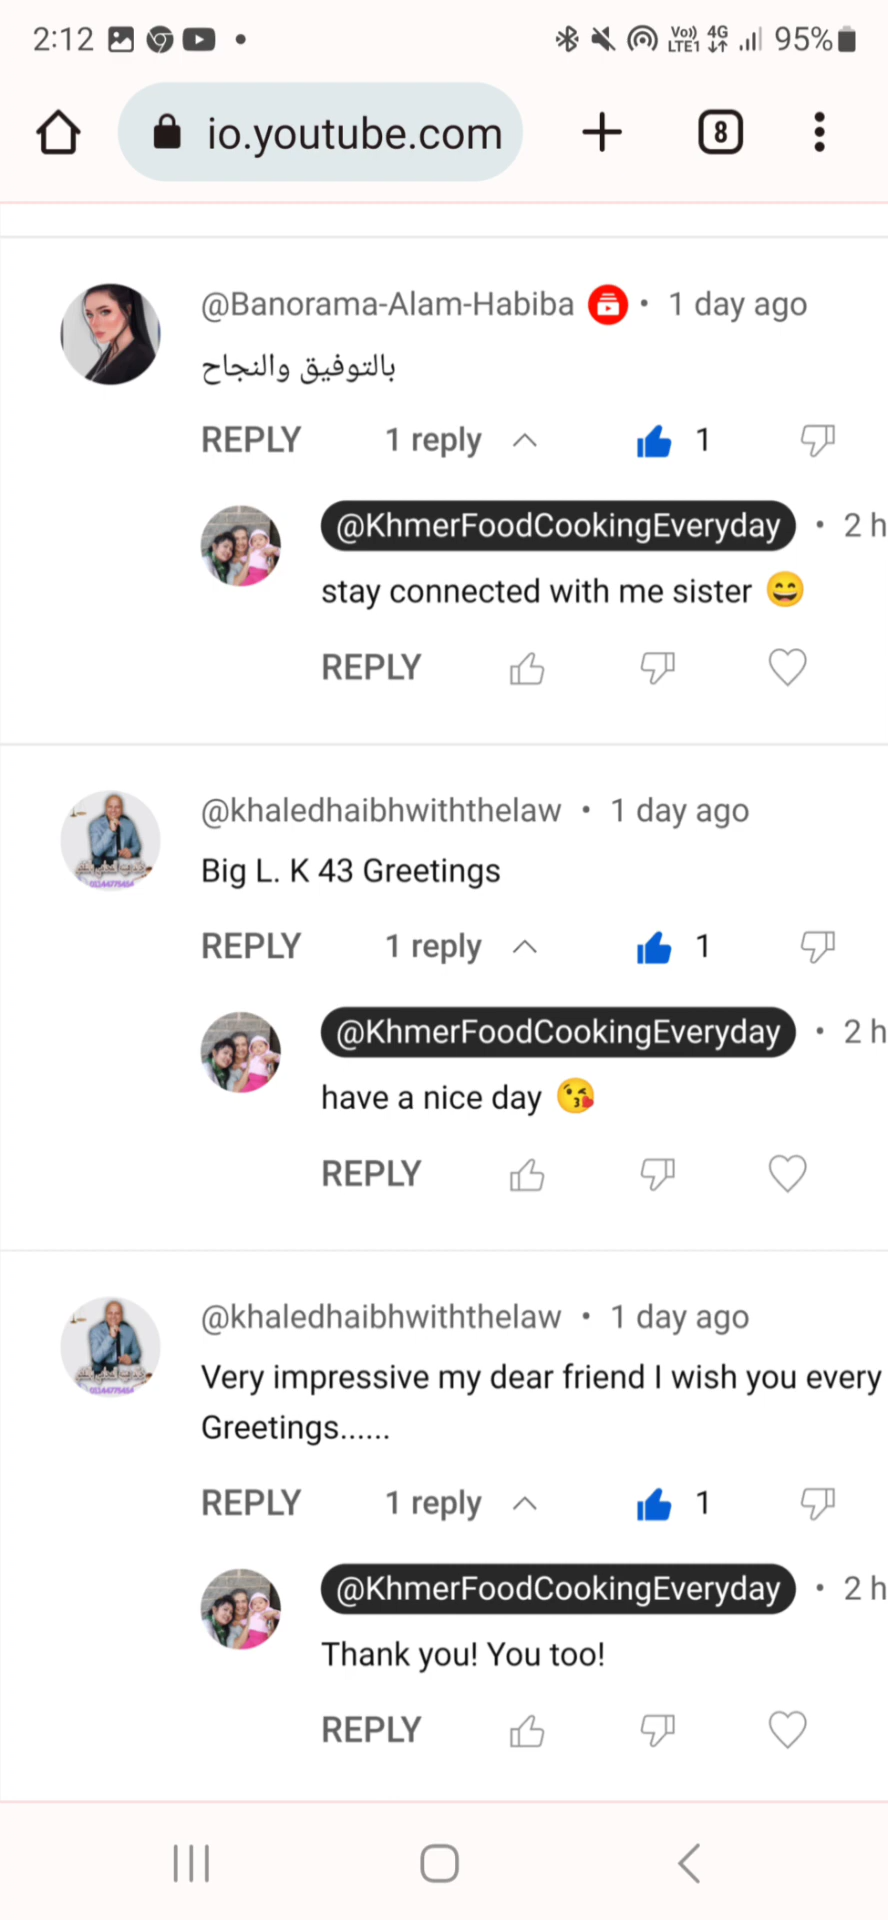 2:12 Vo)) LTE1 4G 95%
io.youtube.com 8
@Banorama-Alam-Habiba • 1 day ago
بالتوفيق والنجاح
REPLY 1 reply 1
@KhmerFoodCookingEveryday • 2 h
stay connected with me sister 😄
REPLY
@khaledhaibhwiththelaw • 1 day ago
Big L. K 43 Greetings
REPLY 1 reply 1
@KhmerFoodCookingEveryday • 2 h
have a nice day 😘
REPLY
@khaledhaibhwiththelaw • 1 day ago
Very impressive my dear friend I wish you every
Greetings......
REPLY 1 reply 1
@KhmerFoodCookingEveryday • 2 h
Thank you! You too!
REPLY